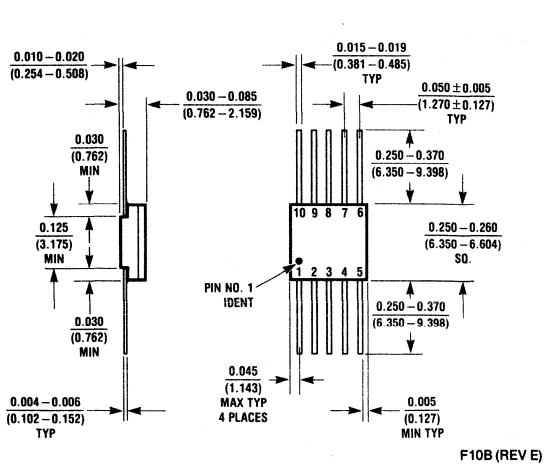 0.010 – 0.020
(0.254 – 0.508)
0.015 – 0.019
(0.381 – 0.485)
TYP
0.030 – 0.085
(0.762 – 2.159)
0.050 ± 0.005
(1.270 ± 0.127)
TYP
0.030
(0.762)
MIN
0.250 – 0.370
(6.350 – 9.398)
10 9 8 7 6
0.125
(3.175)
MIN
0.250 – 0.260
(6.350 – 6.604)
SQ.
1 2 3 4 5
PIN NO. 1
IDENT
0.250 – 0.370
(6.350 – 9.398)
0.030
(0.762)
MIN
0.045
(1.143)
MAX TYP
4 PLACES
0.004 – 0.006
(0.102 – 0.152)
TYP
0.005
(0.127)
MIN TYP
F10B (REV E)